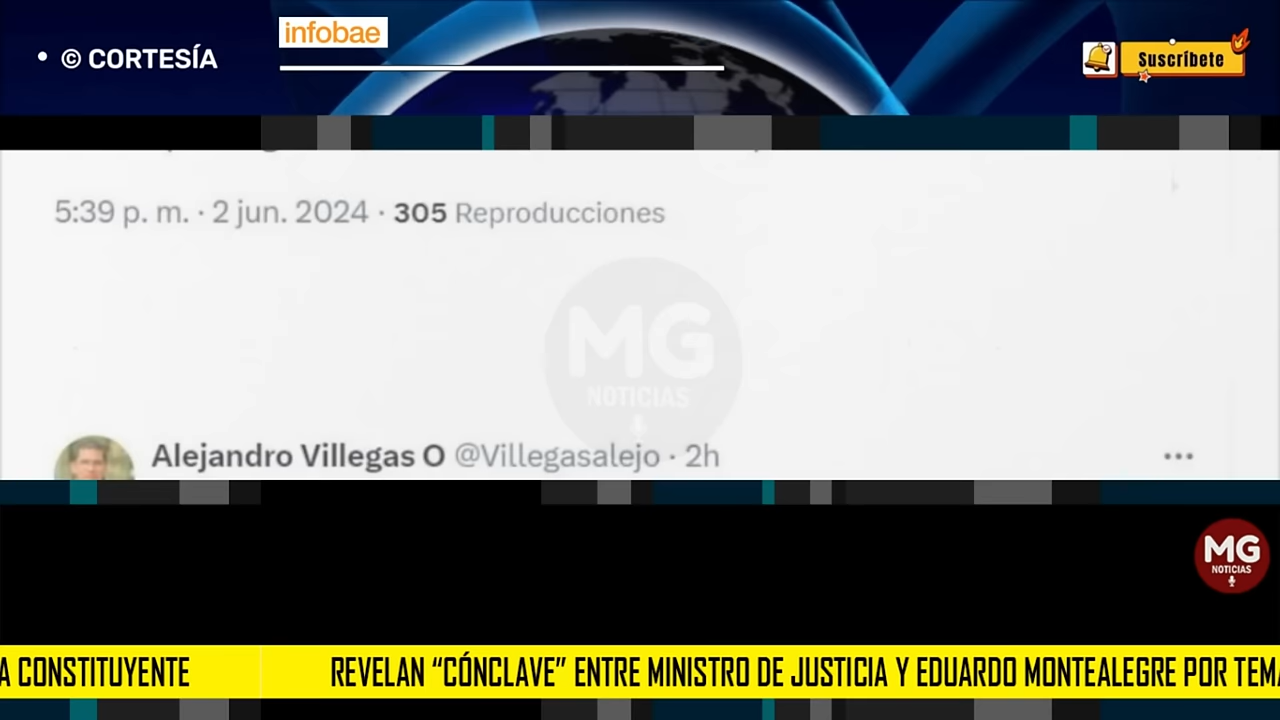 infobae
• © CORTESÍA
Suscríbete
5:39 p. m. · 2 jun. 2024 · 305 Reproducciones
MG
NOTICIAS
Alejandro Villegas O @Villegasalejo · 2h
MG
NOTICIAS
A CONSTITUYENTE REVELAN “CÓNCLAVE” ENTRE MINISTRO DE JUSTICIA Y EDUARDO MONTEALEGRE POR TEMA